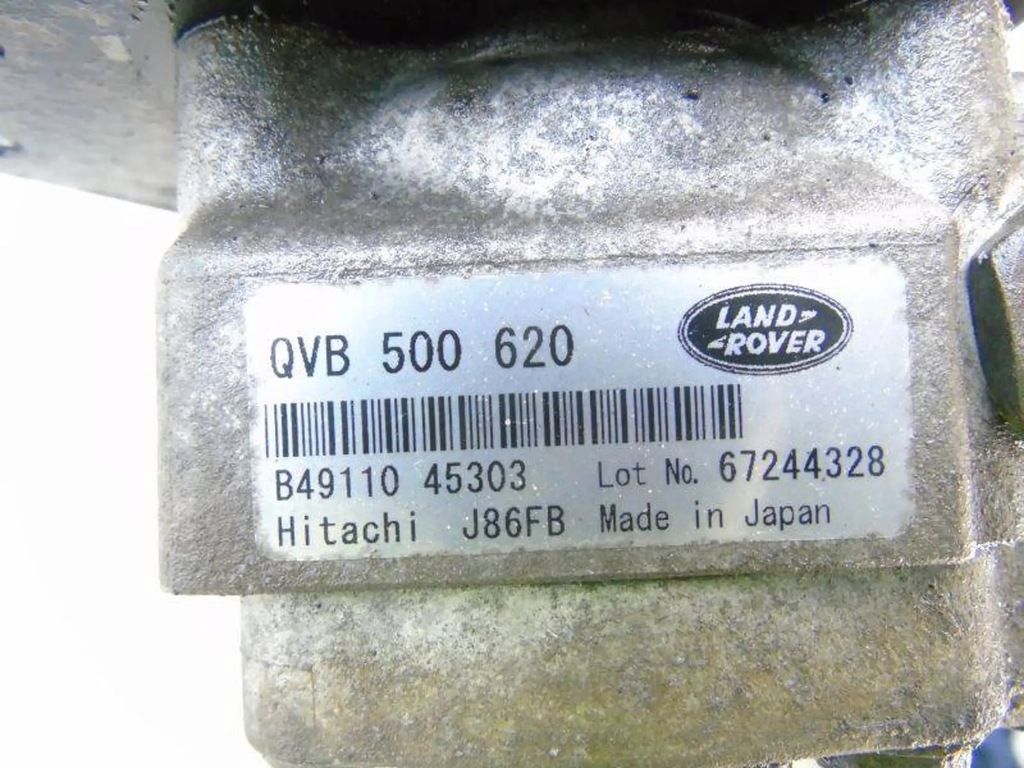 QVB 500 620
LAND
ROVER
B49110 45303 Lot No. 67244328
Hitachi J86FB Made in Japan